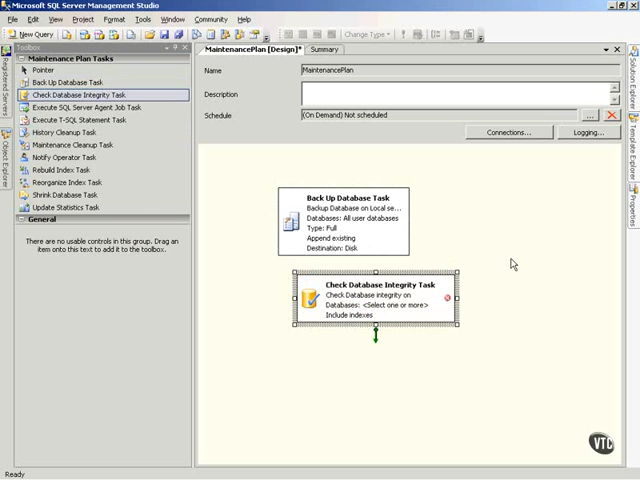 Microsoft SQL Server Management Studio
File Edit View Project Format Tools Window Community Help
New Query Change Type
Toolbox
Maintenance Plan Tasks
Pointer
Back Up Database Task
Check Database Integrity Task
Execute SQL Server Agent Job Task
Execute T-SQL Statement Task
History Cleanup Task
Maintenance Cleanup Task
Notify Operator Task
Rebuild Index Task
Reorganize Index Task
Shrink Database Task
Update Statistics Task
General
There are no usable controls in this group. Drag an
item onto this text to add it to the toolbox.
Registered Servers
Object Explorer
MaintenancePlan [Design]* Summary
Name MaintenancePlan
Description
Schedule (On Demand) Not scheduled ...
Connections... Logging...
Back Up Database Task
Backup Database on Local se...
Databases: All user databases
Type: Full
Append existing
Destination: Disk
Check Database Integrity Task
Check Database integrity on
Databases: <Select one or more>
Include indexes
Solution Explorer
Template Explorer
Properties
VTC
Ready